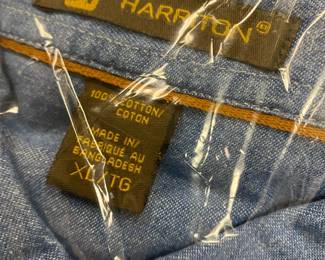 HARRITON®
100% COTTON/
COTON
MADE IN/
FABRIQUÉ AU
BANGLADESH
XL/TG